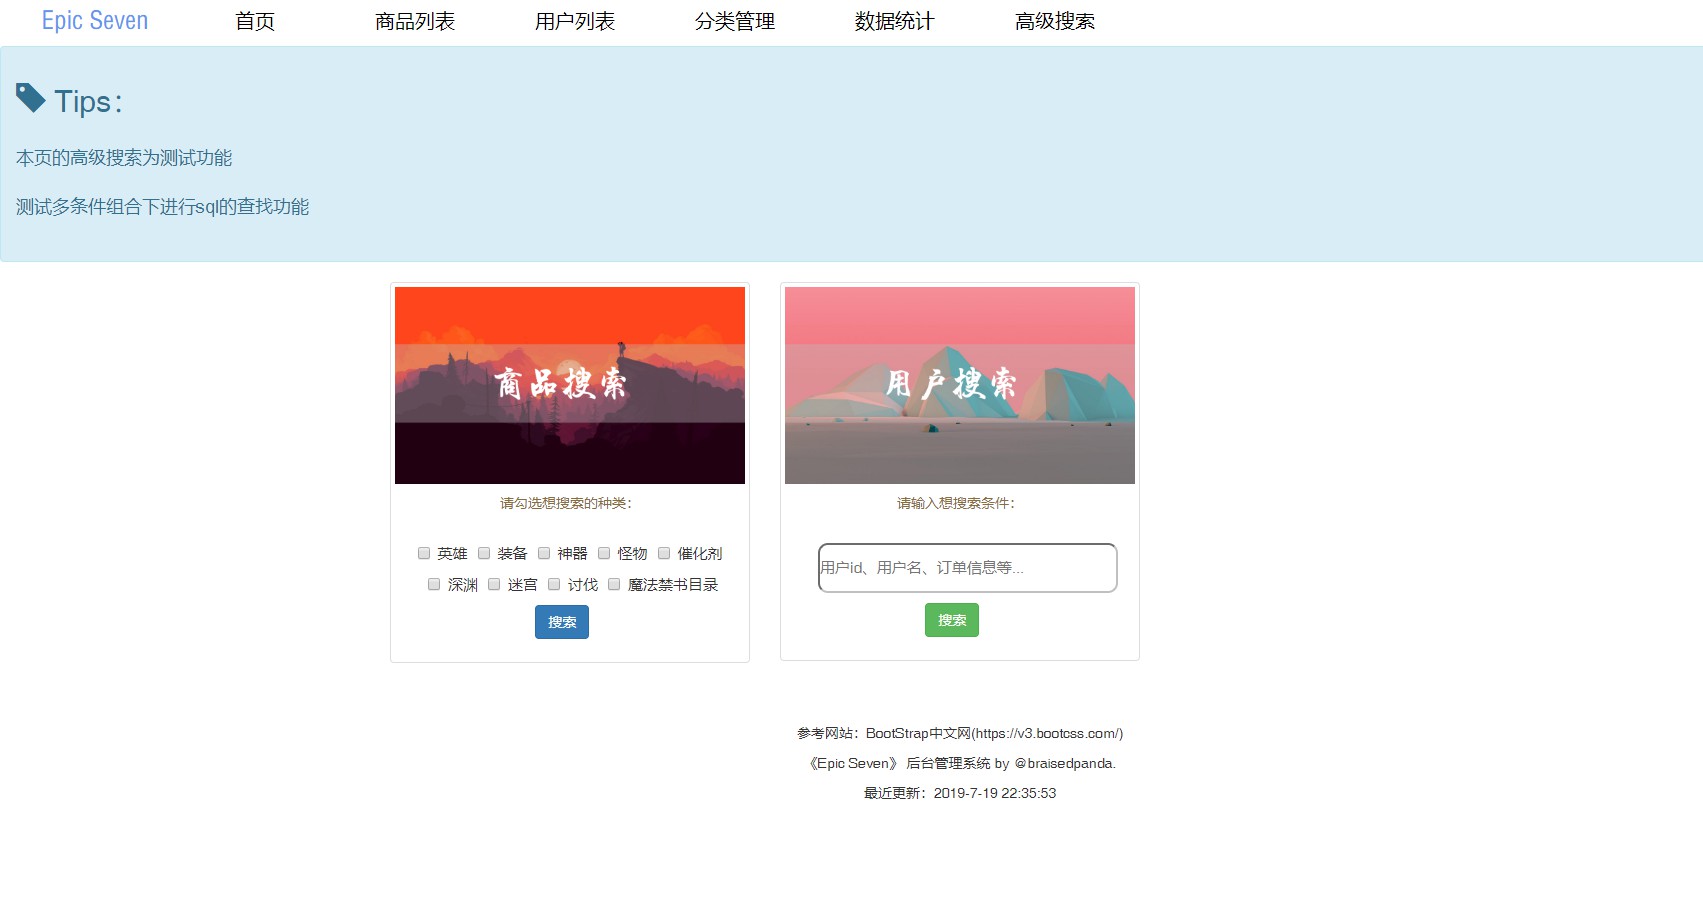 Epic Seven 首页 商品列表 用户列表 分类管理 数据统计 高级搜索
Tips：
本页的高级搜索为测试功能
测试多条件组合下进行sql的查找功能
商品搜索
请勾选想搜索的种类：
英雄 装备 神器 怪物 催化剂
深渊 迷宫 讨伐 魔法禁书目录
搜索
用户搜索
请输入想搜索条件：
用户id、用户名、订单信息等...
搜索
参考网站：BootStrap中文网(https://v3.bootcss.com/)
《Epic Seven》 后台管理系统 by @braisedpanda.
最近更新：2019-7-19 22:35:53